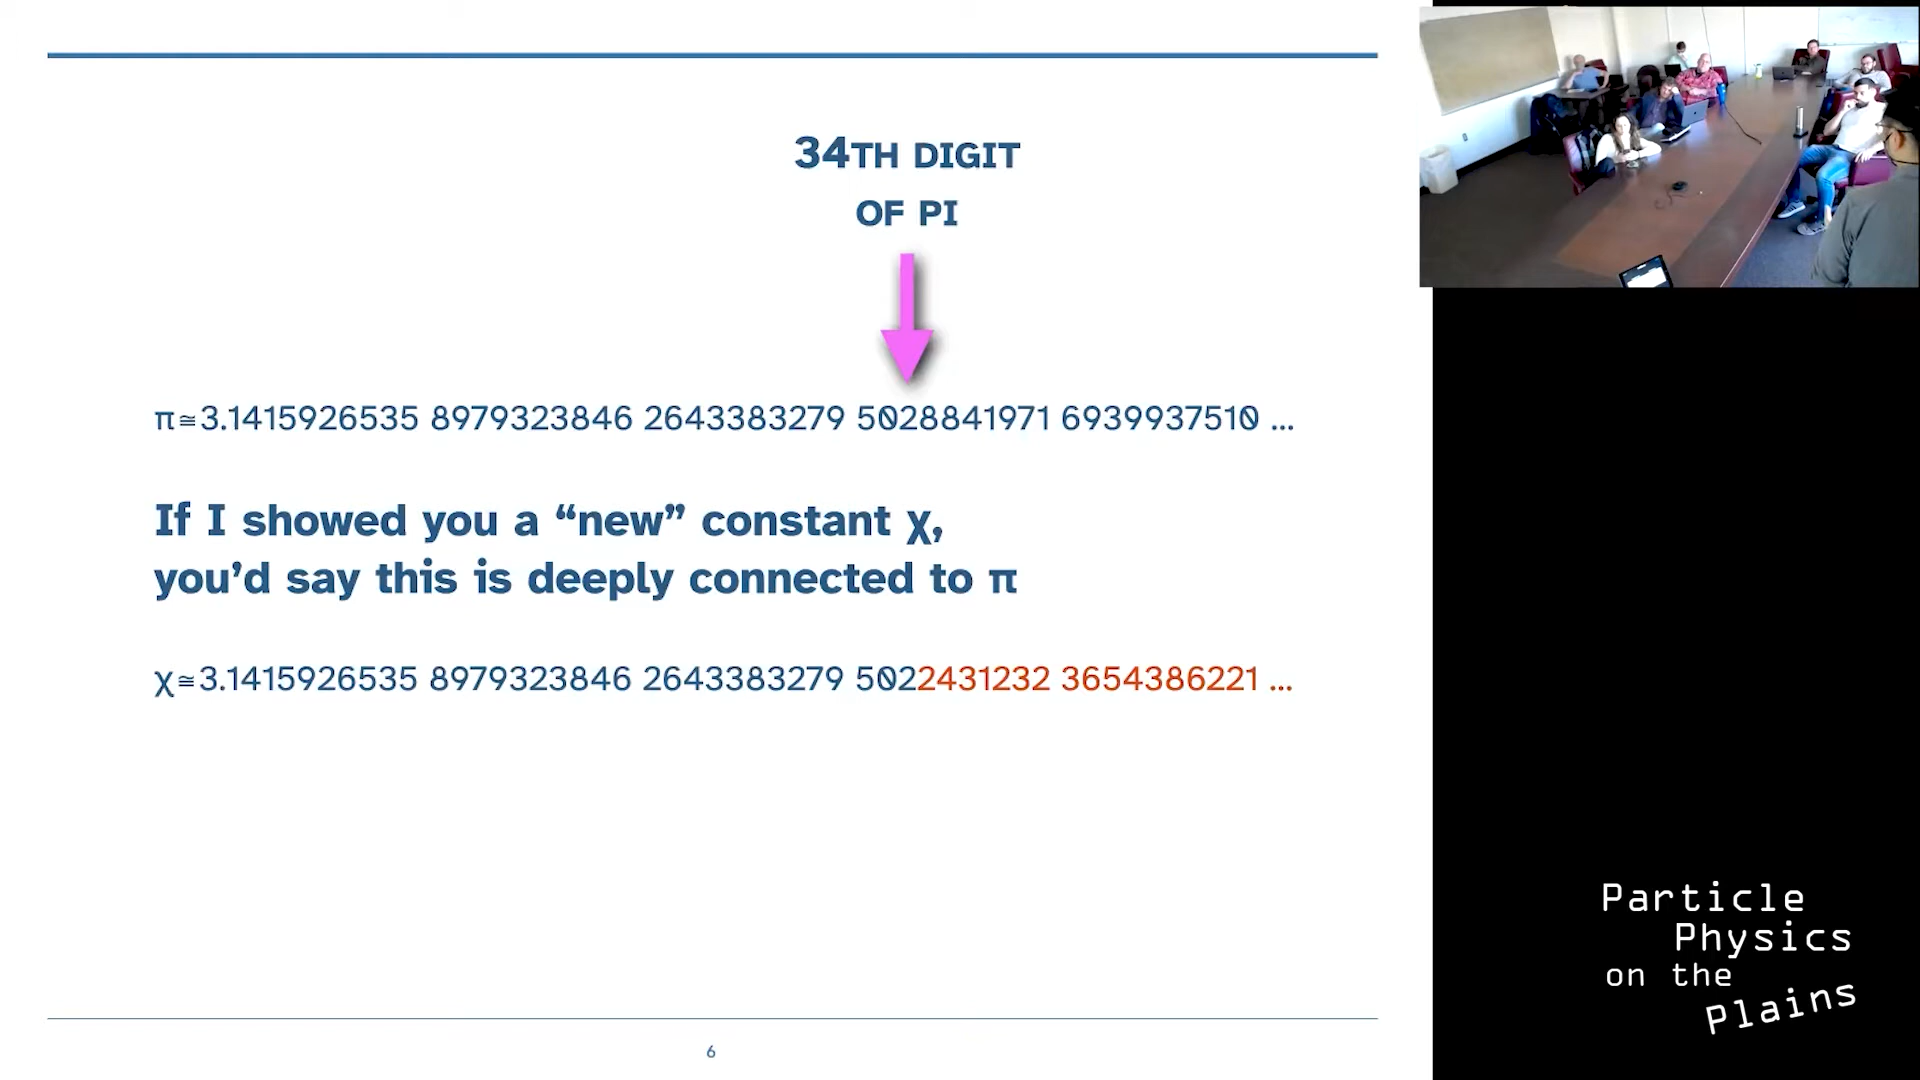 34TH DIGIT
OF PI
π≅3.1415926535 8979323846 2643383279 5028841971 6939937510 ...
If I showed you a “new” constant χ,
you’d say this is deeply connected to π
χ≅3.1415926535 8979323846 2643383279 5022431232 3654386221 ...
6
Particle
Physics
on the
Plains